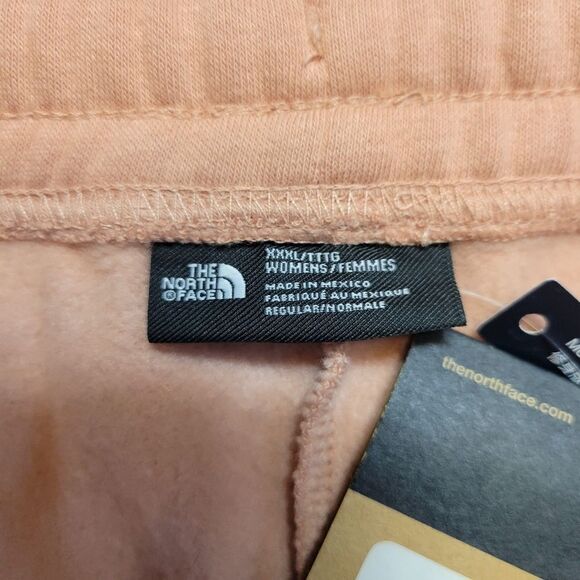 THE
NORTH
FACE
XXXL/TTTG
WOMENS/FEMMES
MADE IN MEXICO
FABRIQUÉ AU MEXIQUE
REGULAR/NORMALE
thenorthface.com